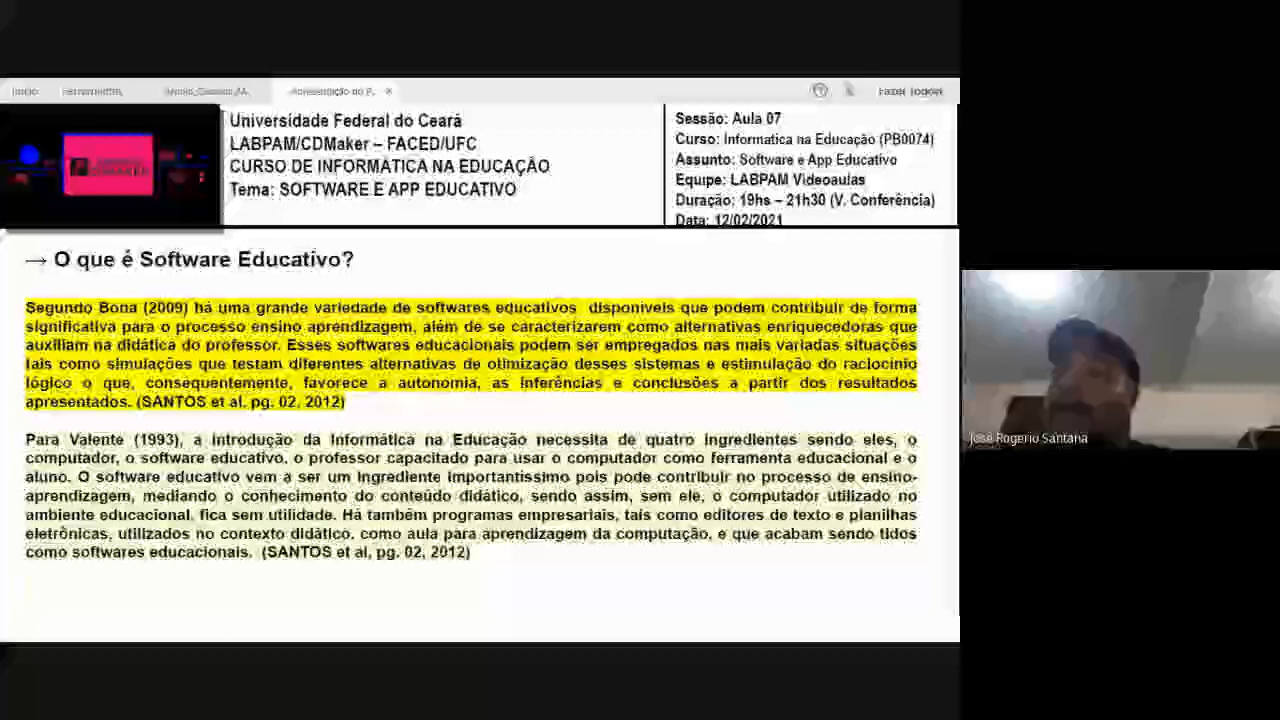 Fazer logon
Universidade Federal do Ceará
LABPAM/CDMaker – FACED/UFC
CURSO DE INFORMÁTICA NA EDUCAÇÃO
Tema: SOFTWARE E APP EDUCATIVO
Sessão: Aula 07
Curso: Informatica na Educação (PB0074)
Assunto: Software e App Educativo
Equipe: LABPAM Videoaulas
Duração: 19hs – 21h30 (V. Conferência)
Data: 12/02/2021
→ O que é Software Educativo?
Segundo Bona (2009) há uma grande variedade de softwares educativos disponíveis que podem contribuir de forma
significativa para o processo ensino aprendizagem, além de se caracterizarem como alternativas enriquecedoras que
auxiliam na didática do professor. Esses softwares educacionais podem ser empregados nas mais variadas situações
tais como simulações que testam diferentes alternativas de otimização desses sistemas e estimulação do raciocínio
lógico o que, consequentemente, favorece a autonomia, as inferências e conclusões a partir dos resultados
apresentados. (SANTOS et al, pg. 02, 2012)
Para Valente (1993), a introdução da Informática na Educação necessita de quatro ingredientes sendo eles, o
computador, o software educativo, o professor capacitado para usar o computador como ferramenta educacional e o
aluno. O software educativo vem a ser um ingrediente importantíssimo pois pode contribuir no processo de ensino-
aprendizagem, mediando o conhecimento do conteúdo didático, sendo assim, sem ele, o computador utilizado no
ambiente educacional, fica sem utilidade. Há também programas empresariais, tais como editores de texto e planilhas
eletrônicas, utilizados no contexto didático, como aula para aprendizagem da computação, e que acabam sendo tidos
como softwares educacionais. (SANTOS et al, pg. 02, 2012)
José Rogerio Santana